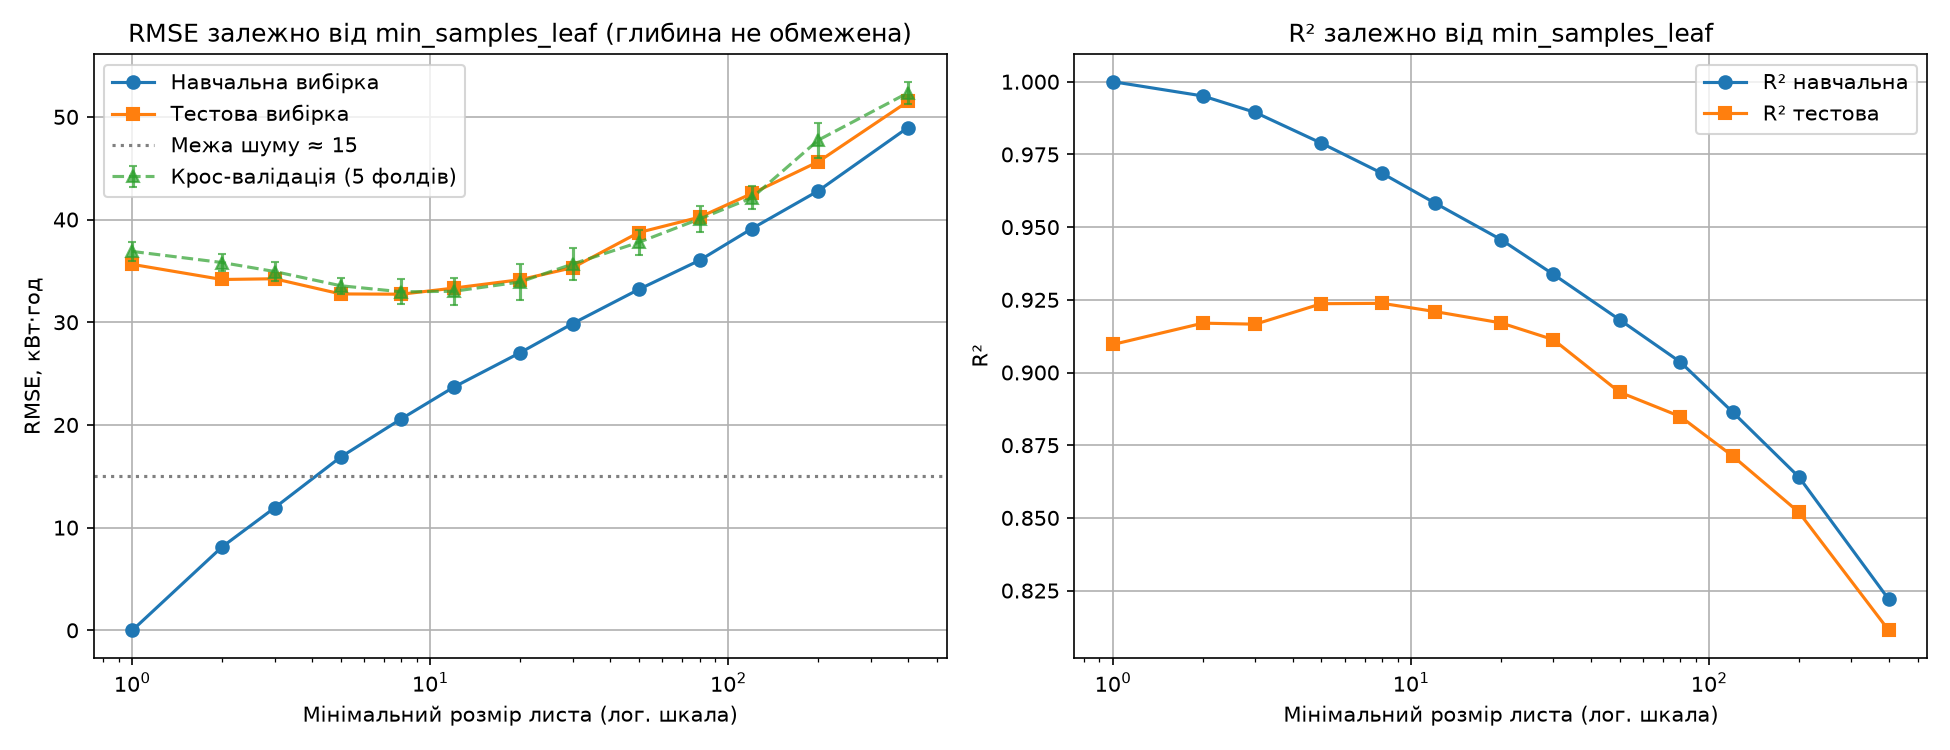 RMSE залежно від min_samples_leaf (глибина не обмежена)
Навчальна вибірка
Тестова вибірка
Межа шуму ≈ 15
Крос-валідація (5 фолдів)
RMSE, кВт·год
50
40
30
20
10
0
10⁰
10¹
10²
Мінімальний розмір листа (лог. шкала)
R² залежно від min_samples_leaf
R² навчальна
R² тестова
R²
1.000
0.975
0.950
0.925
0.900
0.875
0.850
0.825
10⁰
10¹
10²
Мінімальний розмір листа (лог. шкала)